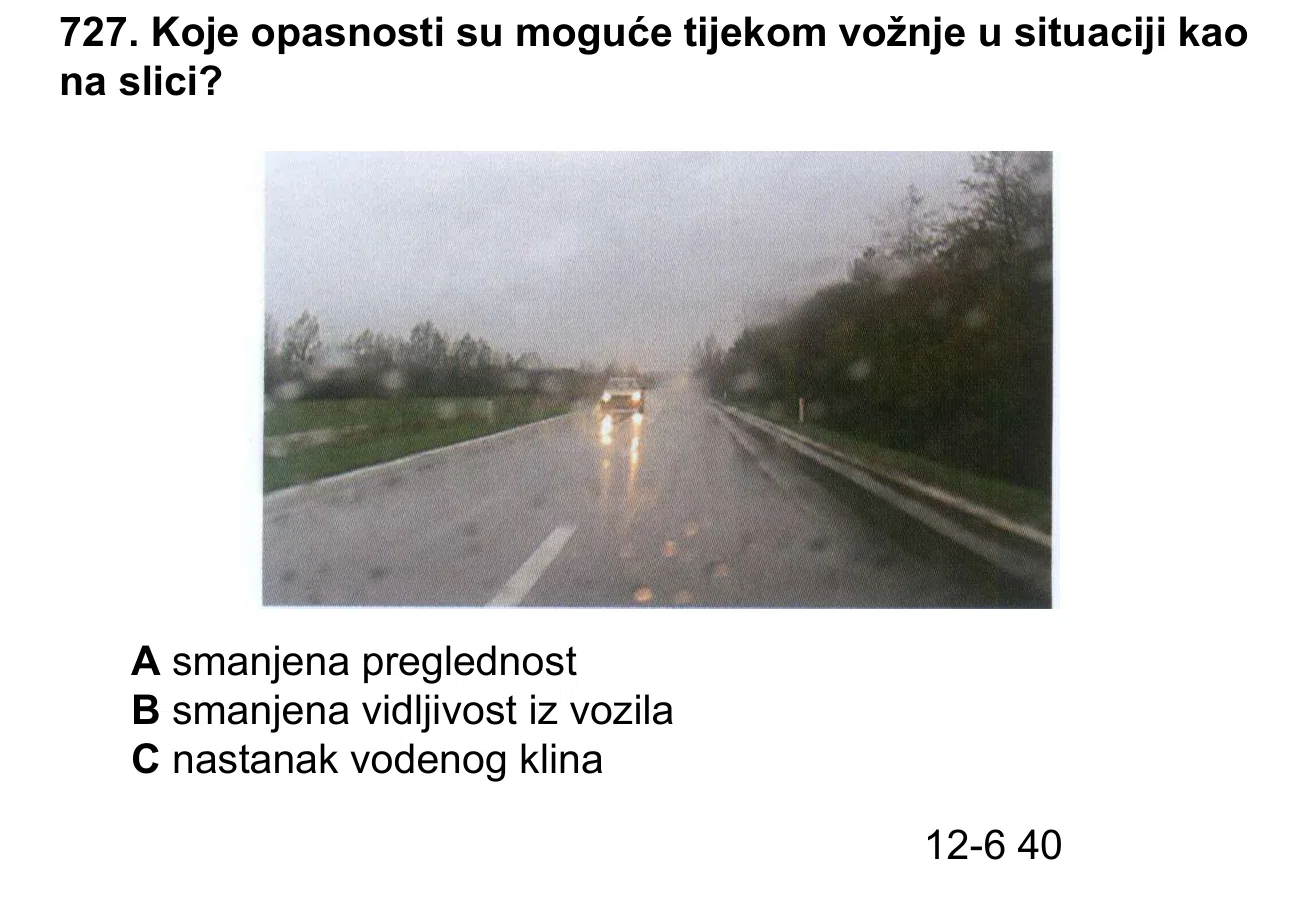 727. Koje opasnosti su moguće tijekom vožnje u situaciji kao
na slici?
A smanjena preglednost
B smanjena vidljivost iz vozila
C nastanak vodenog klina
12-6 40